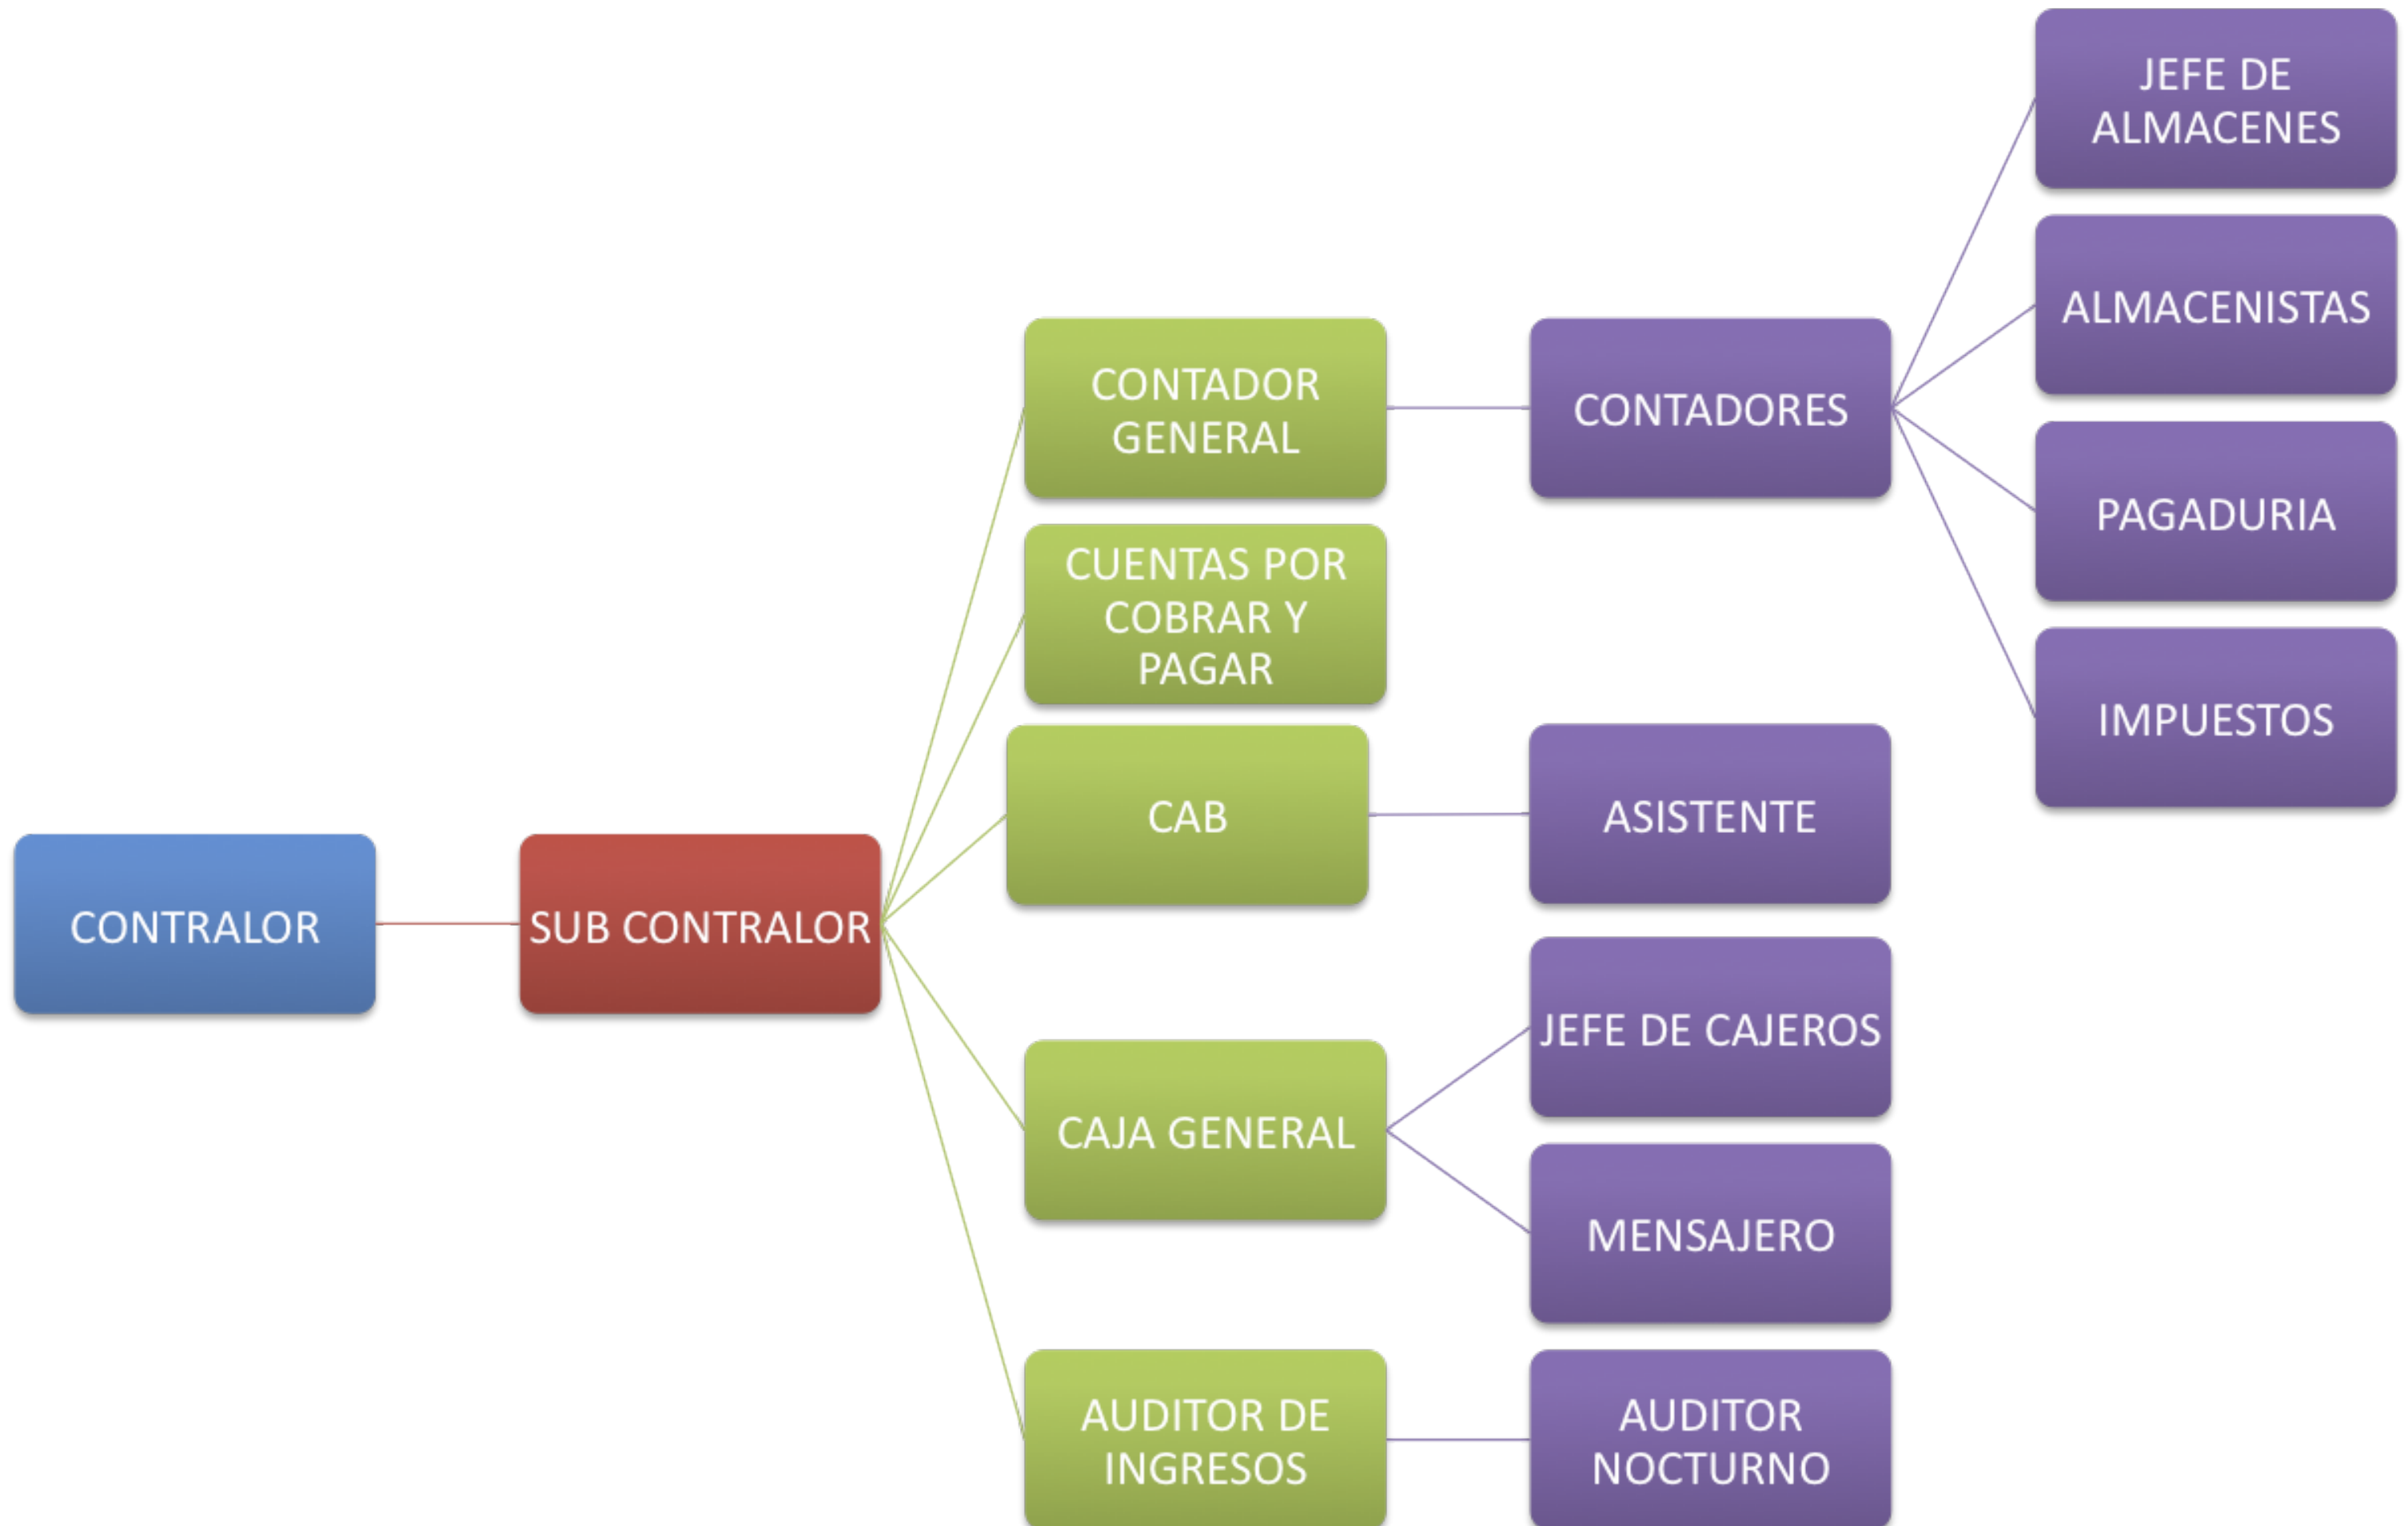 JEFE DE
ALMACENES
ALMACENISTAS
CONTADOR
GENERAL
CONTADORES
PAGADURIA
CUENTAS POR
COBRAR Y
PAGAR
IMPUESTOS
CAB
ASISTENTE
CONTRALOR
SUB CONTRALOR
JEFE DE CAJEROS
CAJA GENERAL
MENSAJERO
AUDITOR DE
INGRESOS
AUDITOR
NOCTURNO